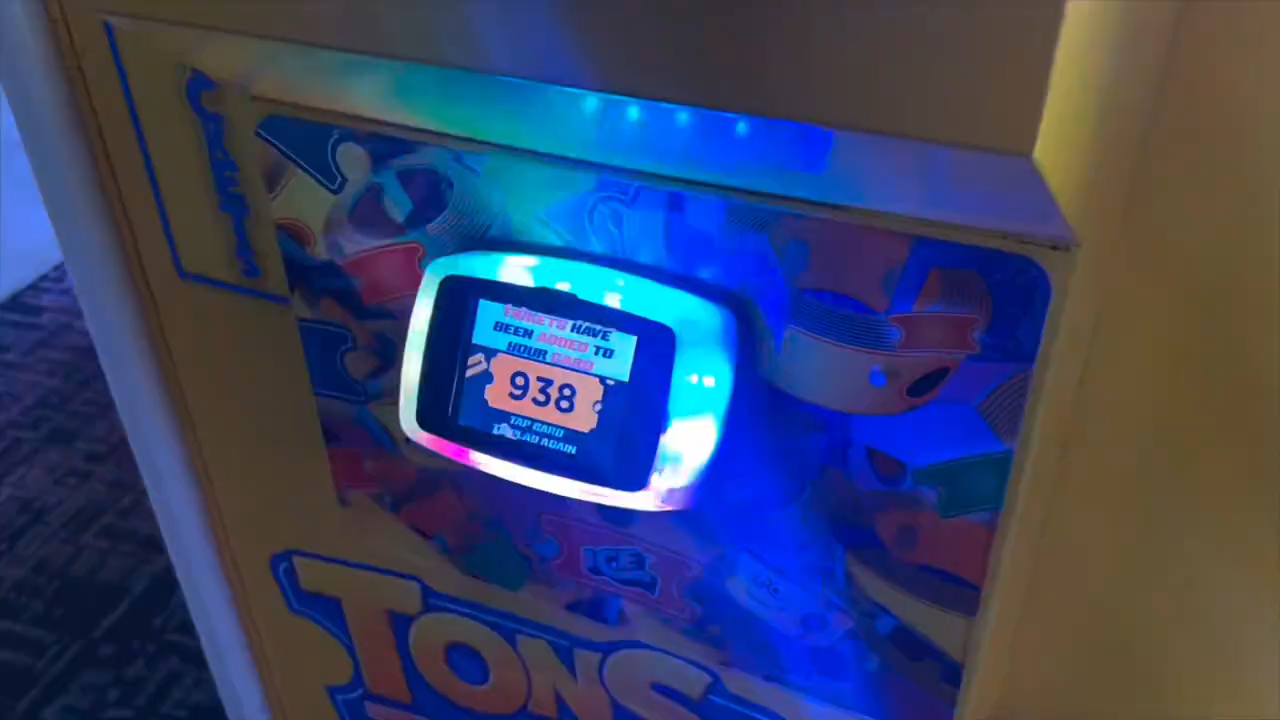 TICKETS HAVE
BEEN ADDED TO
YOUR CARD
938
TAP CARD
TO PLAY AGAIN
ICE
TONS